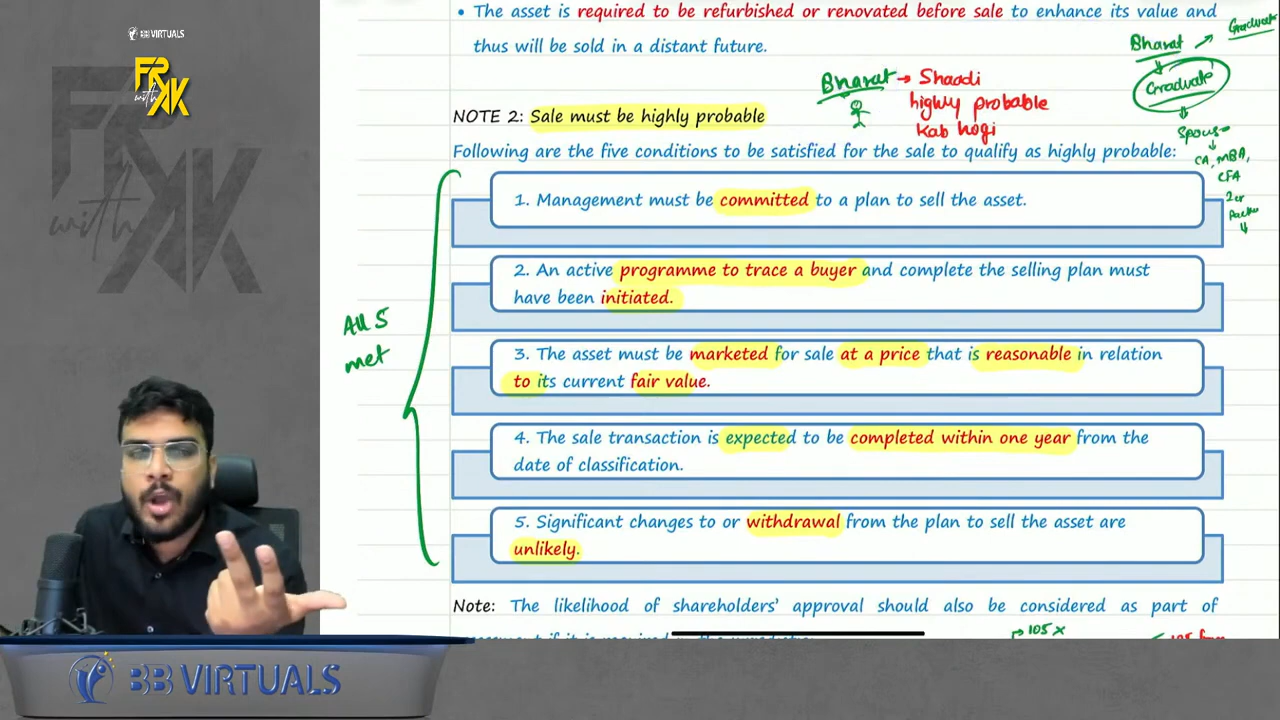 BB VIRTUALS
FR
with
AK
FR
with
AK
• The asset is required to be refurbished or renovated before sale to enhance its value and
thus will be sold in a distant future.
Bharat → Graduate
Graduate
Spouse
CA, MBA,
CFA
Bharat → Shaadi
highly probable
kab hogi
NOTE 2: Sale must be highly probable
Following are the five conditions to be satisfied for the sale to qualify as highly probable:
All 5
met
1. Management must be committed to a plan to sell the asset.
2. An active programme to trace a buyer and complete the selling plan must
have been initiated.
3. The asset must be marketed for sale at a price that is reasonable in relation
to its current fair value.
4. The sale transaction is expected to be completed within one year from the
date of classification.
5. Significant changes to or withdrawal from the plan to sell the asset are
unlikely.
Note: The likelihood of shareholders' approval should also be considered as part of
105 X
BB VIRTUALS